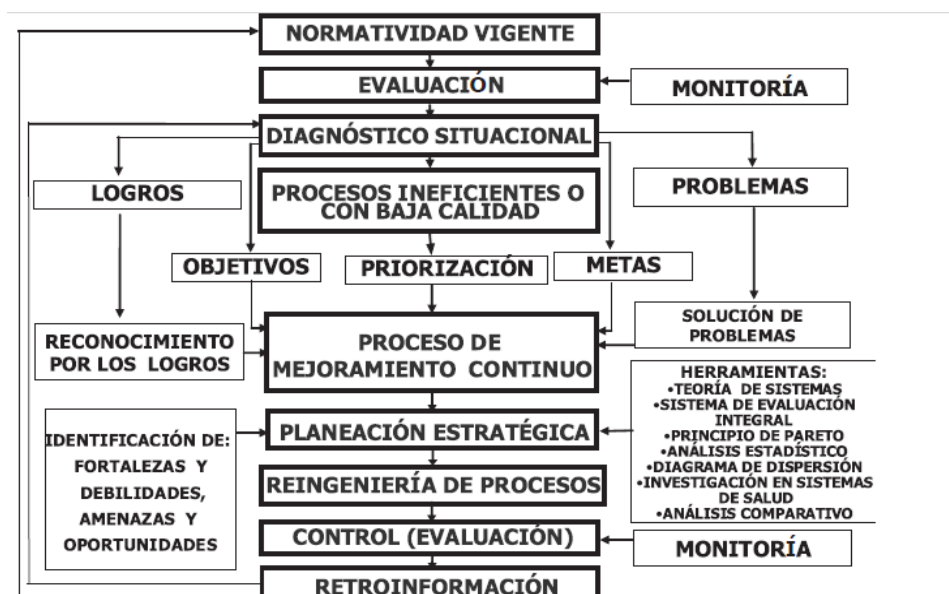 NORMATIVIDAD VIGENTE
EVALUACIÓN
MONITORÍA
DIAGNÓSTICO SITUACIONAL
LOGROS
PROCESOS INEFICIENTES O
CON BAJA CALIDAD
PROBLEMAS
OBJETIVOS
PRIORIZACIÓN
METAS
RECONOCIMIENTO
POR LOS LOGROS
PROCESO DE
MEJORAMIENTO CONTINUO
SOLUCIÓN DE
PROBLEMAS
HERRAMIENTAS:
•TEORÍA DE SISTEMAS
•SISTEMA DE EVALUACIÓN
INTEGRAL
•PRINCIPIO DE PARETO
•ANÁLISIS ESTADÍSTICO
•DIAGRAMA DE DISPERSIÓN
•INVESTIGACIÓN EN SISTEMAS
DE SALUD
•ANÁLISIS COMPARATIVO
IDENTIFICACIÓN DE:
FORTALEZAS Y
DEBILIDADES,
AMENAZAS Y
OPORTUNIDADES
PLANEACIÓN ESTRATÉGICA
REINGENIERÍA DE PROCESOS
CONTROL (EVALUACIÓN)
MONITORÍA
RETROINFORMACIÓN